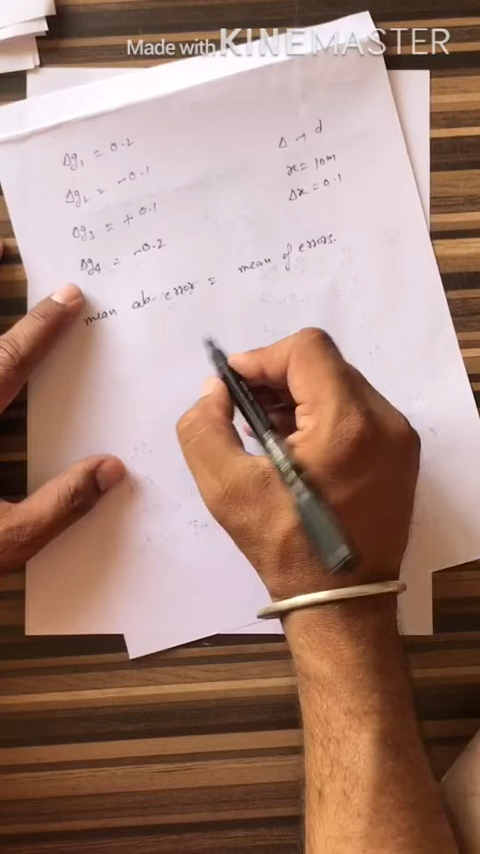 Made with KINEMASTER
Δg₁ = 0.2
Δg₂ = -0.1
Δg₃ = + 0.1
Δg₄ = -0.2
mean ab. error = mean of errors.
Δ → d
x = 10m
Δx = 0.1